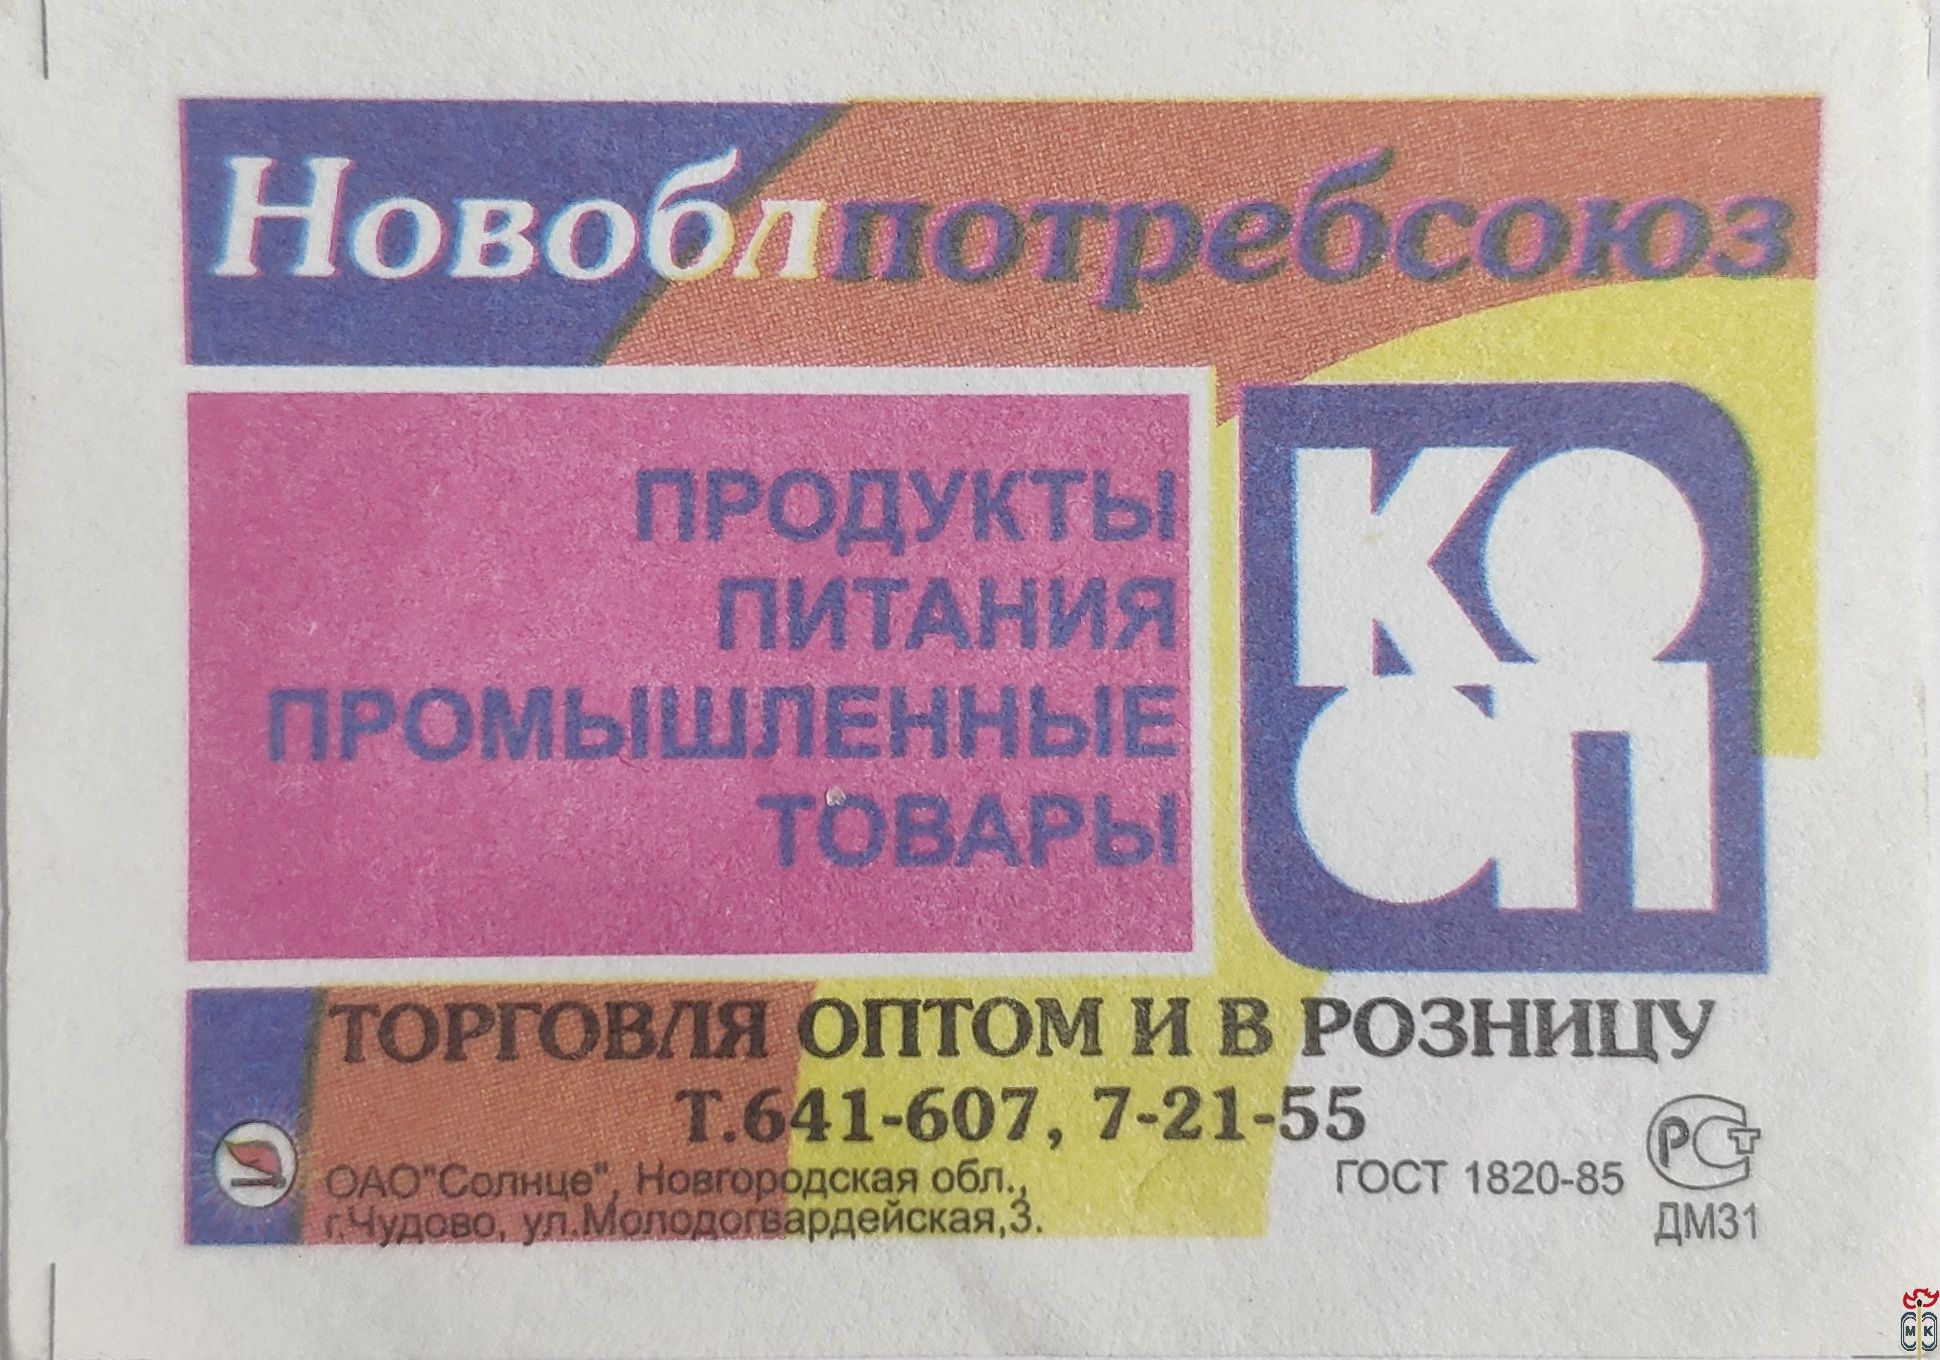 Новоблпотребсоюз
ПРОДУКТЫ
ПИТАНИЯ
ПРОМЫШЛЕННЫЕ
ТОВАРЫ
КО
ОП
ТОРГОВЛЯ ОПТОМ И В РОЗНИЦУ
Т.641-607, 7-21-55
ОАО"Солнце", Новгородская обл.,
г.Чудово, ул.Молодогвардейская,3.
ГОСТ 1820-85
РСТ
ДМ31
МК